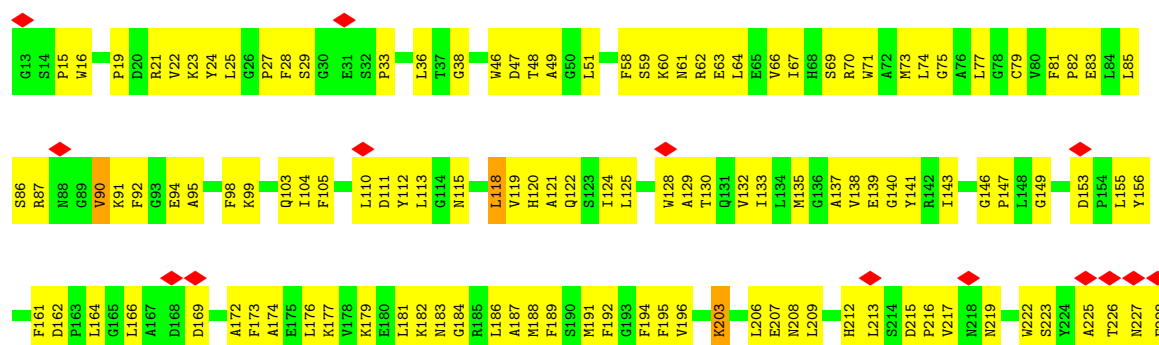 G13 S14 P15 W16 P19 D20 R21 V22 K23 Y24 L25 G26 P27 F28 S29 G30 E31 S32 P33 L36 T37 G38 W46 D47 T48 A49 G50 L51 F58 S59 K60 N61 R62 E63 L64 E65 V66 I67 H68 S69 R70 W71 A72 M73 L74 G75 A76 L77 G78 C79 V80 F81 P82 E83 L84 L85
S86 R87 N88 G89 V90 K91 F92 G93 E94 A95 F98 K99 Q103 I104 F105 L110 D111 Y112 L113 G114 N115 L118 V119 H120 A121 Q122 S123 I124 L125 W128 A129 T130 Q131 V132 I133 L134 M135 G136 A137 V138 E139 G140 Y141 R142 I143 G146 P147 L148 G149 D153 P154 L155 Y156
F161 D162 P163 L164 G165 L166 A167 D168 D169 A172 F173 A174 E175 L176 K177 V178 K179 E180 L181 K182 N183 G184 R185 L186 A187 M188 F189 S190 M191 F192 G193 F194 F195 V196 K203 L206 E207 N208 L209 H212 L213 S214 D215 P216 V217 N218 N219 W222 S223 Y224 A225 T226 N227